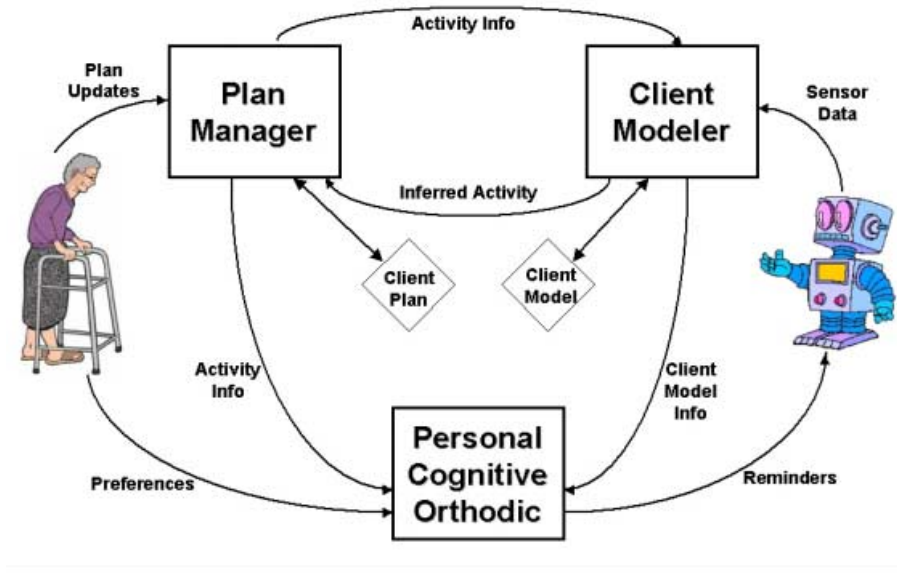 Activity Info
Plan
Updates
Plan
Manager
Client
Modeler
Sensor
Data
Inferred Activity
Client
Plan
Client
Model
Activity
Info
Client
Model
Info
Personal
Cognitive
Orthodic
Preferences
Reminders